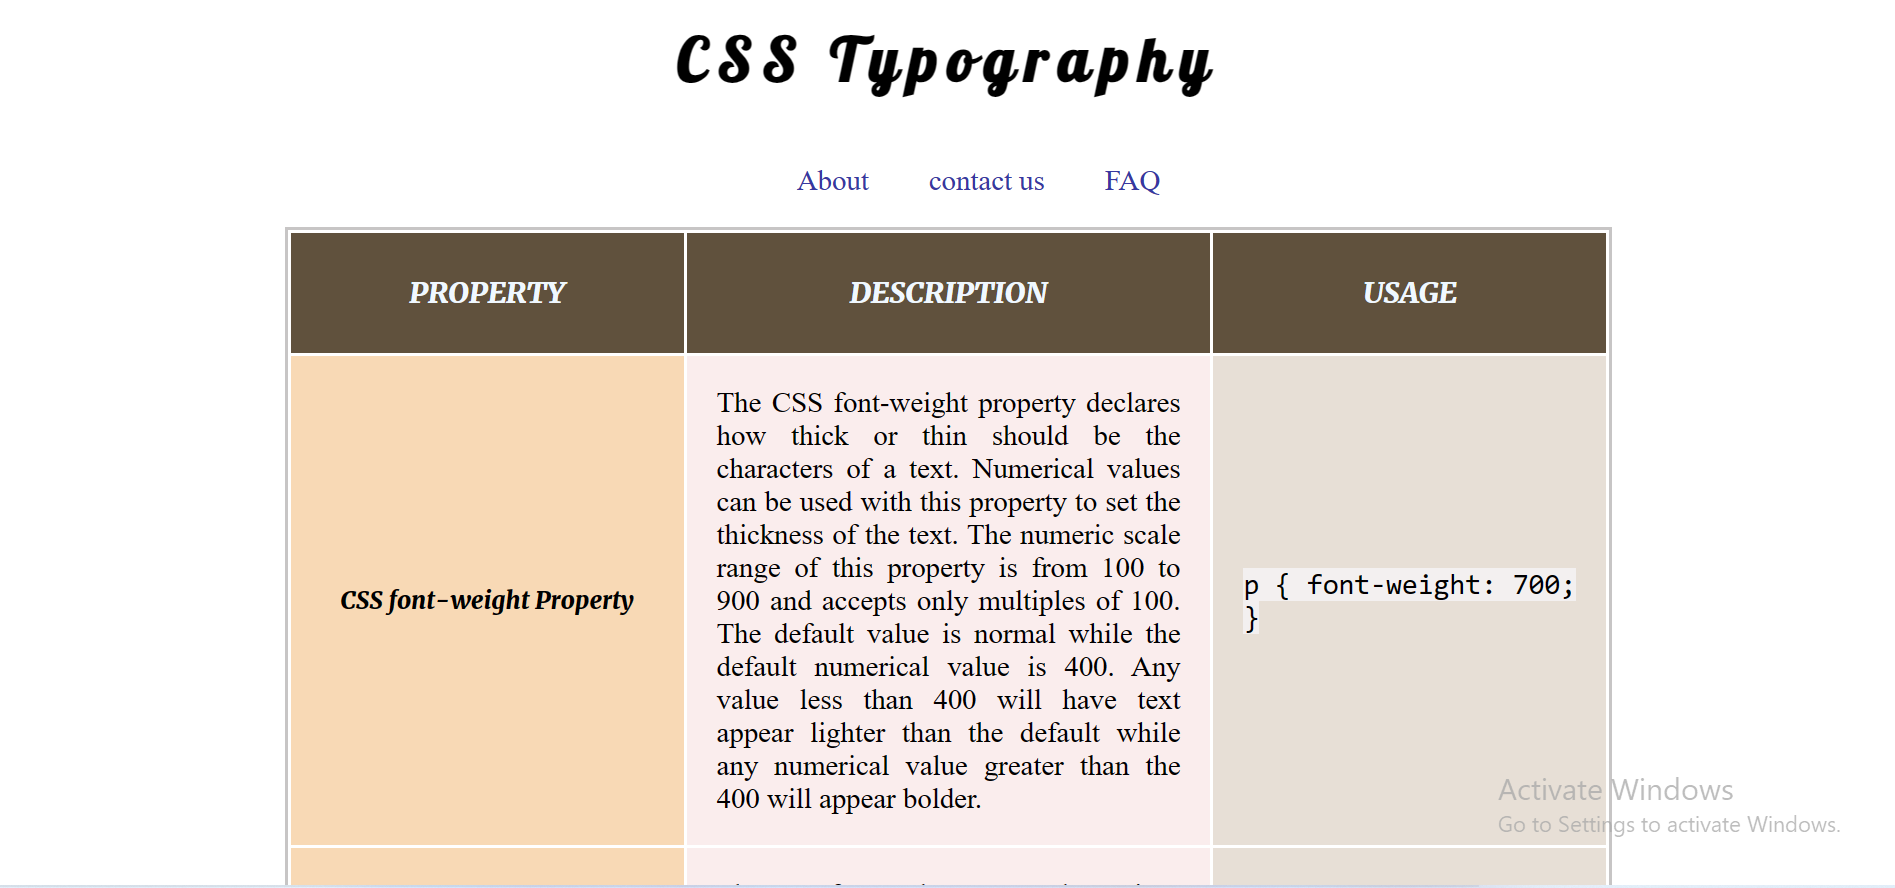 CSS Typography
About contact us FAQ
PROPERTY DESCRIPTION USAGE
CSS font-weight Property
The CSS font-weight property declares
how thick or thin should be the
characters of a text. Numerical values
can be used with this property to set the
thickness of the text. The numeric scale
range of this property is from 100 to
900 and accepts only multiples of 100.
The default value is normal while the
default numerical value is 400. Any
value less than 400 will have text
appear lighter than the default while
any numerical value greater than the
400 will appear bolder.
p { font-weight: 700;
}
Activate Windows
Go to Settings to activate Windows.